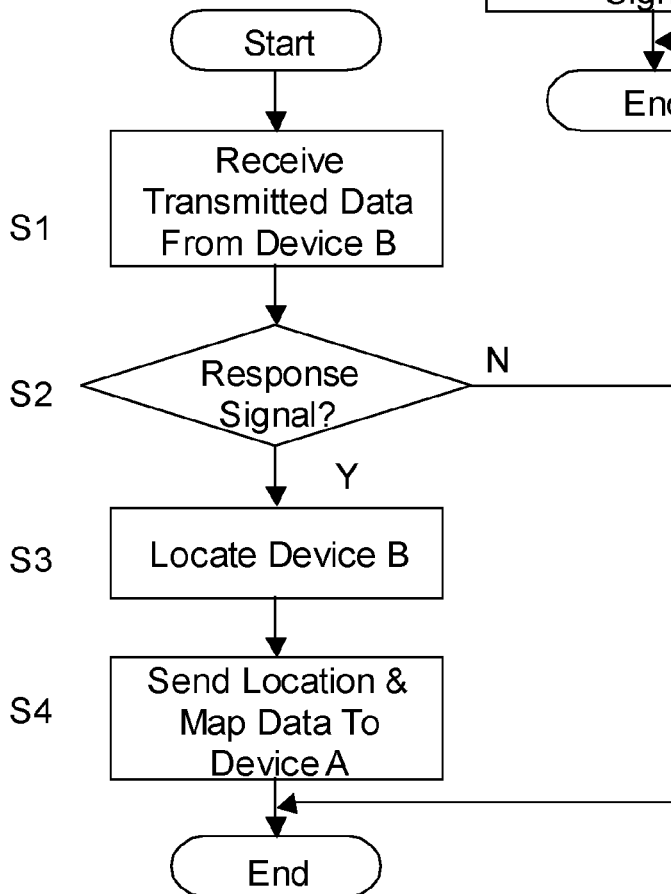 Start
S1
Receive
Transmitted Data
From Device B
S2
Response
Signal?
N
Y
S3
Locate Device B
S4
Send Location &
Map Data To
Device A
End